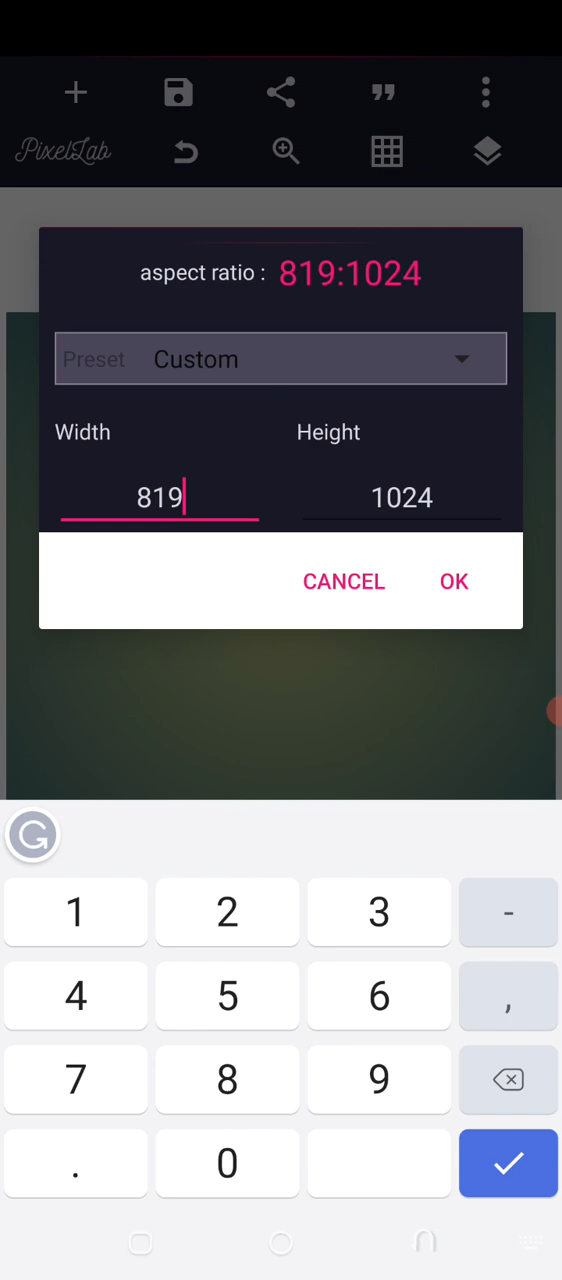 PixelLab
aspect ratio : 819:1024
Preset Custom
Width Height
819 1024
CANCEL OK
1 2 3 -
4 5 6 ,
7 8 9
. 0